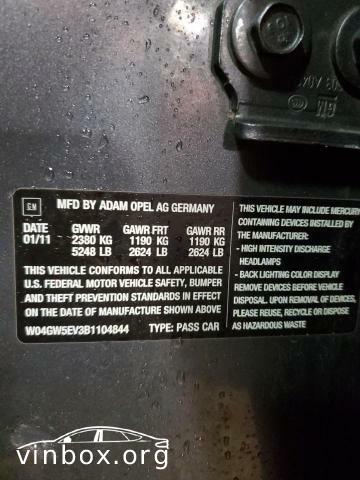 GM
GM
MFD BY ADAM OPEL AG GERMANY
DATE GVWR GAWR FRT GAWR RR
01/11 2380 KG 1190 KG 1190 KG
5248 LB 2624 LB 2624 LB
THIS VEHICLE CONFORMS TO ALL APPLICABLE
U.S. FEDERAL MOTOR VEHICLE SAFETY, BUMPER
AND THEFT PREVENTION STANDARDS IN EFFECT
ON THE DATE OF MANUFACTURE SHOWN ABOVE
W04GW5EV3B1104844 TYPE: PASS CAR
THIS VEHICLE MAY INCLUDE MERCURY
CONTAINING DEVICES INSTALLED BY
THE MANUFACTURER:
- HIGH INTENSITY DISCHARGE
HEADLAMPS
- BACK LIGHTING COLOR DISPLAY
REMOVE DEVICES BEFORE VEHICLE
DISPOSAL. UPON REMOVAL OF DEVICES,
PLEASE REUSE, RECYCLE OR DISPOSE
AS HAZARDOUS WASTE
vinbox.org